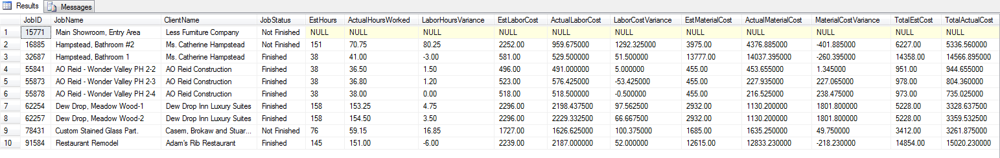 Results Messages
JobID JobName ClientName JobStatus EstHours ActualHoursWorked LaborHoursVariance EstLaborCost ActualLaborCost LaborCostVariance EstMaterialCost ActualMaterialCost MaterialCostVariance TotalEstCost TotalActualCost
1 15771 Main Showroom, Entry Area Less Furniture Company Not Finished NULL NULL NULL NULL NULL NULL NULL NULL NULL NULL NULL
2 16885 Hampstead, Bathroom #2 Ms. Catherine Hampstead Not Finished 151 70.75 80.25 2252.00 959.675000 1292.325000 3975.00 4376.885000 -401.885000 6227.00 5336.560000
3 32687 Hampstead, Bathroom 1 Ms. Catherine Hampstead Finished 38 41.00 -3.00 581.00 529.500000 51.500000 13777.00 14037.395000 -260.395000 14358.00 14566.895000
4 55841 AO Reid - Wonder Valley PH 2-2 AO Reid Construction Finished 38 36.50 1.50 496.00 491.000000 5.000000 455.00 453.655000 1.345000 951.00 944.655000
5 55873 AO Reid - Wonder Valley PH 2-3 AO Reid Construction Finished 38 36.80 1.20 523.00 576.425000 -53.425000 455.00 227.935000 227.065000 978.00 804.360000
6 55878 AO Reid - Wonder Valley PH 2-4 AO Reid Construction Finished 38 38.00 0.00 518.00 518.500000 -0.500000 455.00 216.525000 238.475000 973.00 735.025000
7 62254 Dew Drop, Meadow Wood-1 Dew Drop Inn Luxury Suites Finished 158 153.25 4.75 2296.00 2198.437500 97.562500 2932.00 1130.200000 1801.800000 5228.00 3328.637500
8 62257 Dew Drop, Meadow Wood-2 Dew Drop Inn Luxury Suites Finished 158 154.50 3.50 2296.00 2229.332500 66.667500 2932.00 1130.200000 1801.800000 5228.00 3359.532500
9 78431 Custom Stained Glass Part. Casem, Brokaw and Stuar... Not Finished 76 59.15 16.85 1727.00 1626.625000 100.375000 1685.00 1635.250000 49.750000 3412.00 3261.875000
10 91584 Restaurant Remodel Adam's Rib Restaurant Finished 145 151.00 -6.00 2239.00 2187.000000 52.000000 12615.00 12833.230000 -218.230000 14854.00 15020.230000